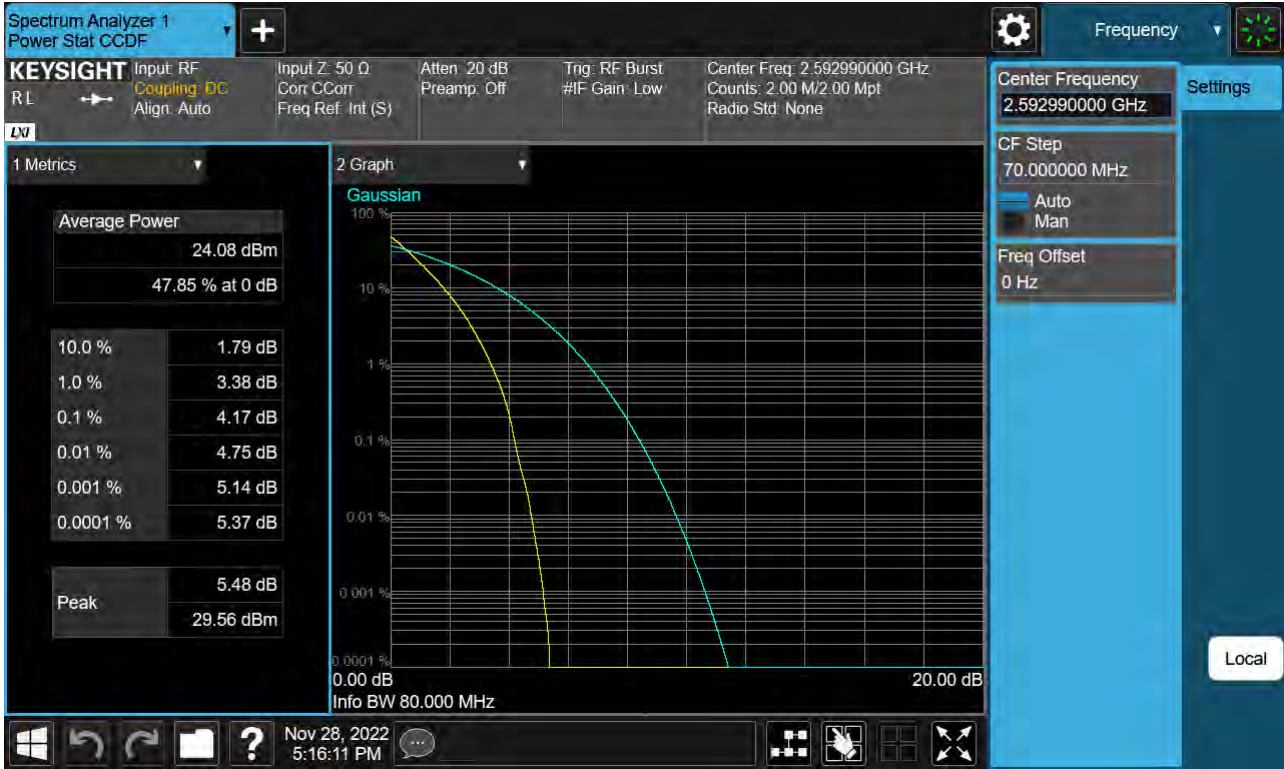 Spectrum Analyzer 1
Power Stat CCDF
Frequency
KEYSIGHT
R L
LXI
Input: RF
Coupling: DC
Align: Auto
Input Z: 50 Ω
Corr CCorr
Freq Ref: Int (S)
Atten: 20 dB
Preamp: Off
Trig: RF Burst
#IF Gain: Low
Center Freq: 2.592990000 GHz
Counts: 2.00 M/2.00 Mpt
Radio Std: None
Center Frequency
2.592990000 GHz
Settings
CF Step
70.000000 MHz
Auto
Man
Freq Offset
0 Hz
1 Metrics
Average Power
24.08 dBm
47.85 % at 0 dB
10.0 % 1.79 dB
1.0 % 3.38 dB
0.1 % 4.17 dB
0.01 % 4.75 dB
0.001 % 5.14 dB
0.0001 % 5.37 dB
Peak
5.48 dB
29.56 dBm
2 Graph
Gaussian
100 %
10 %
1 %
0.1 %
0.01 %
0.001 %
0.0001 %
0.00 dB 20.00 dB
Info BW 80.000 MHz
Local
?
Nov 28, 2022
5:16:11 PM